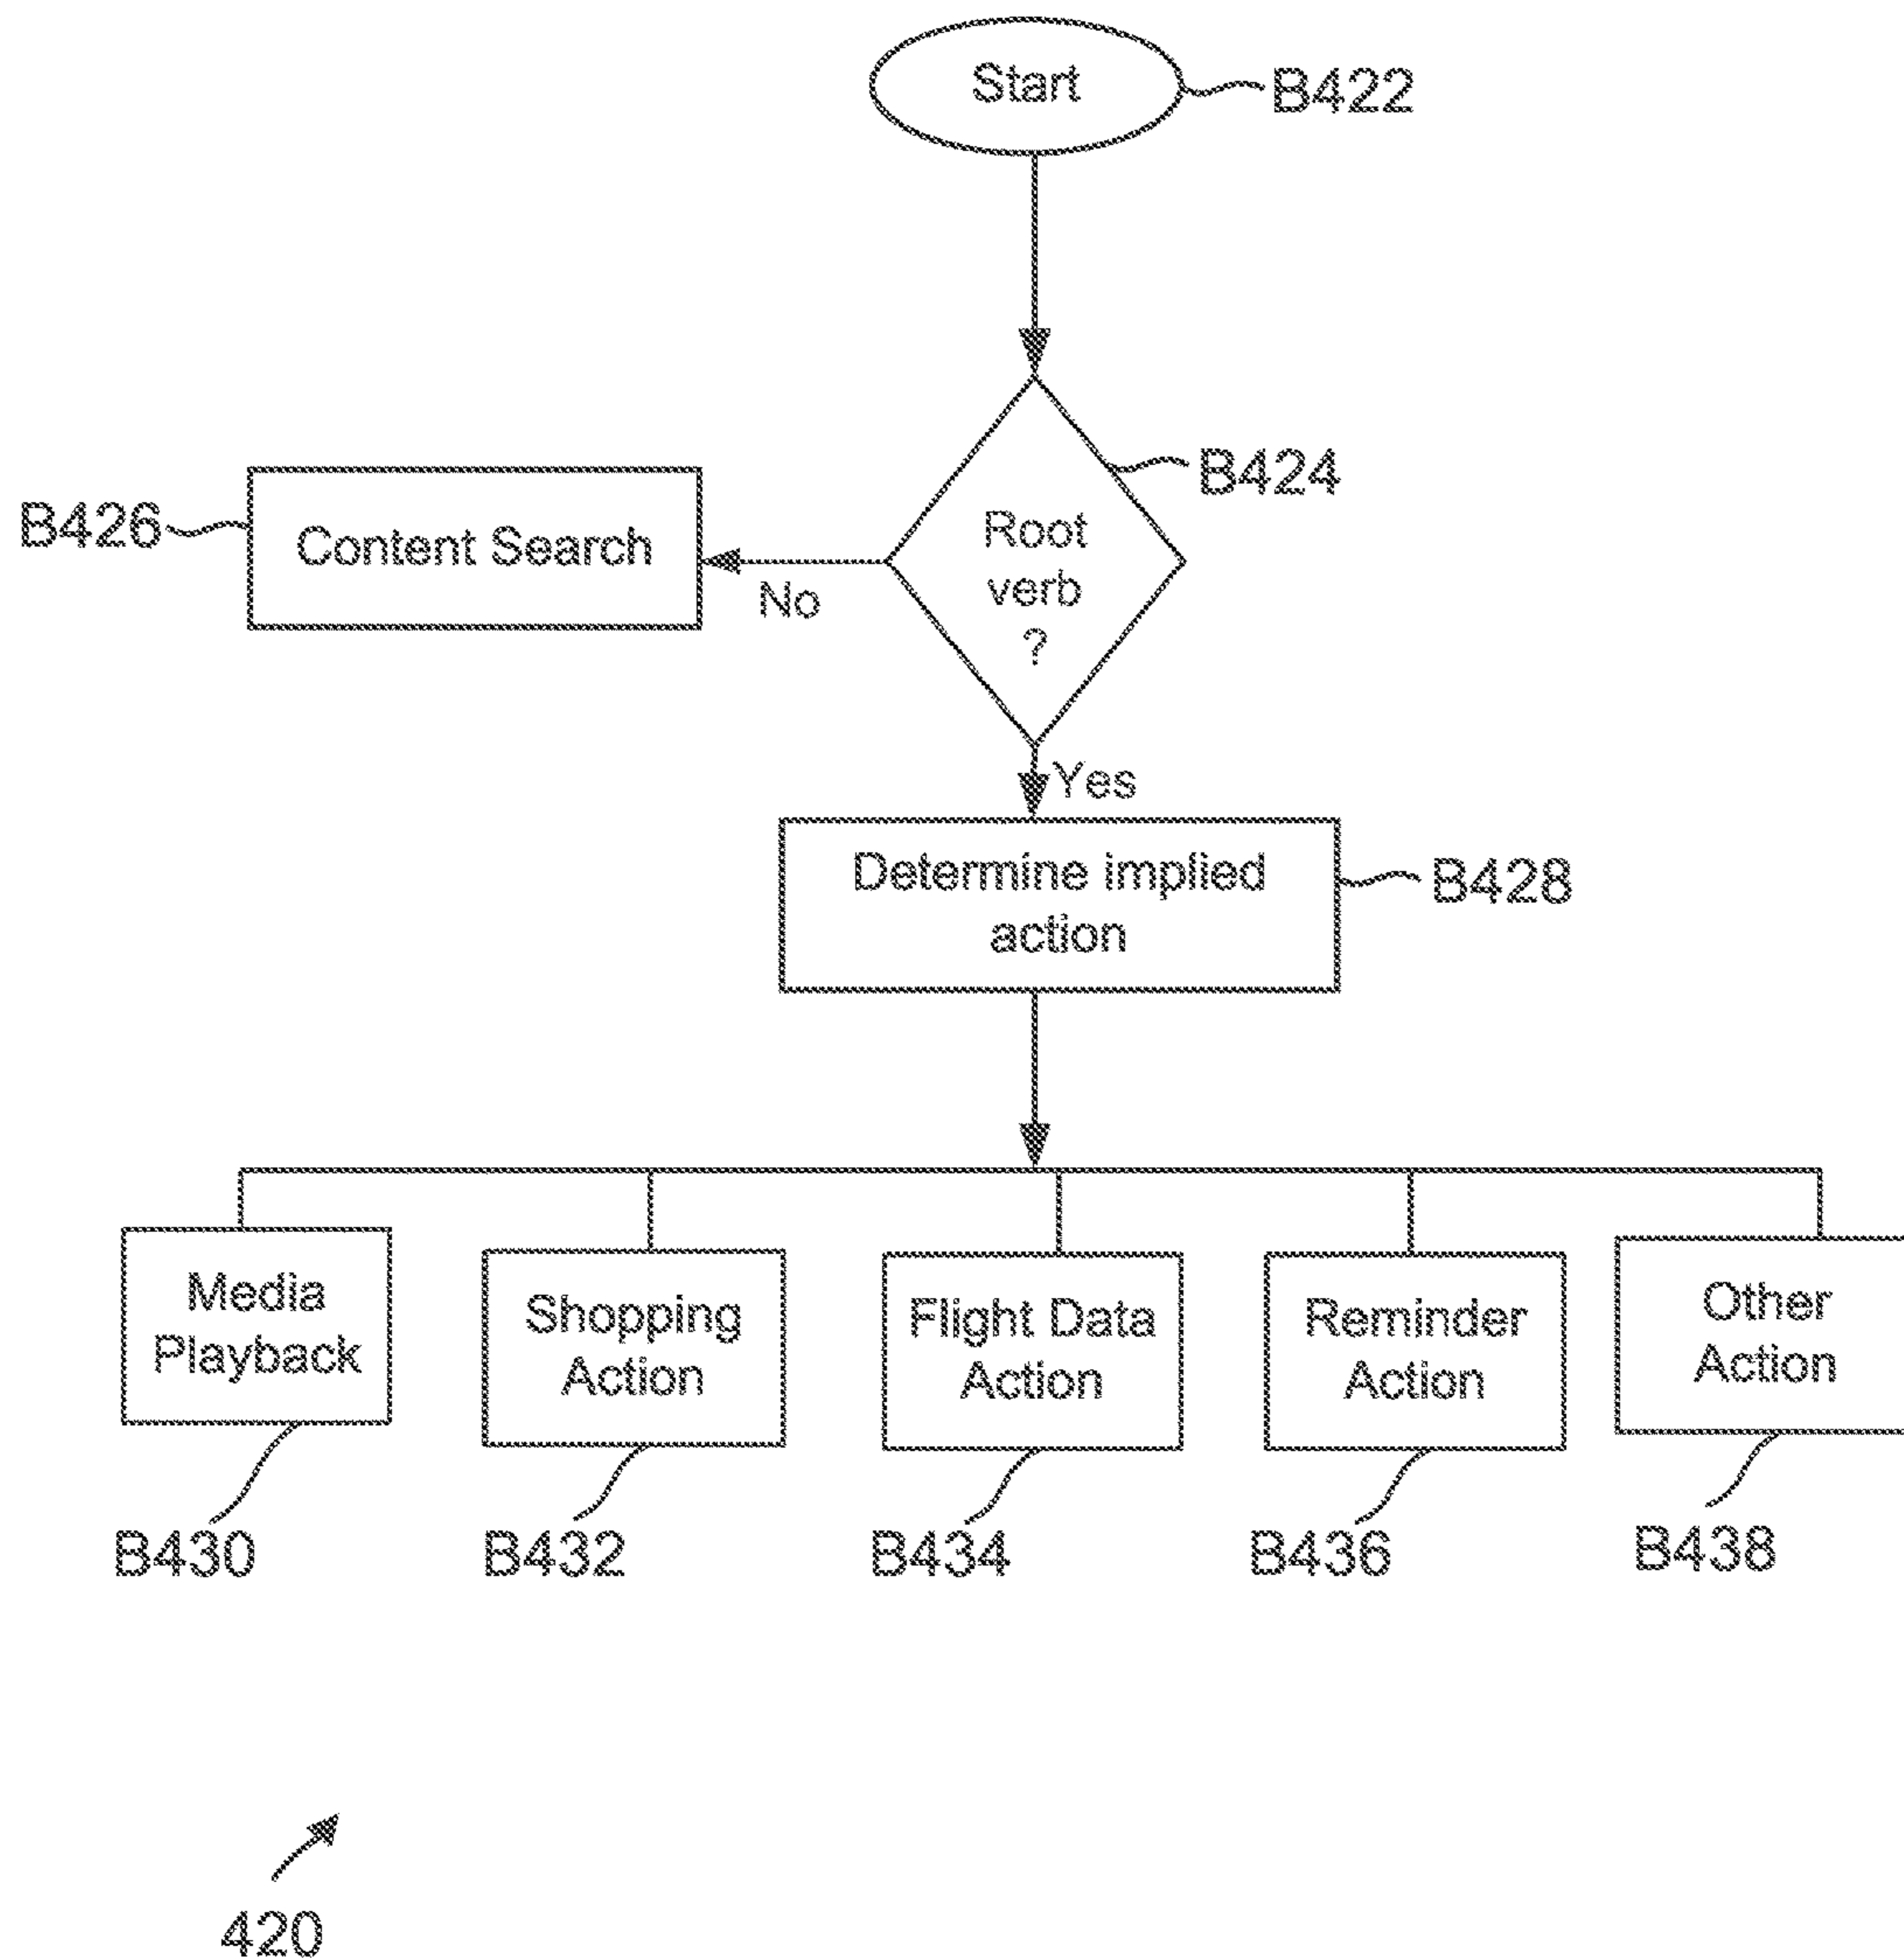 Start
B422
B424
Root
verb
?
B426
Content Search
No
Yes
Determine implied
action
B428
Media
Playback
Shopping
Action
Flight Data
Action
Reminder
Action
Other
Action
B430
B432
B434
B436
B438
420